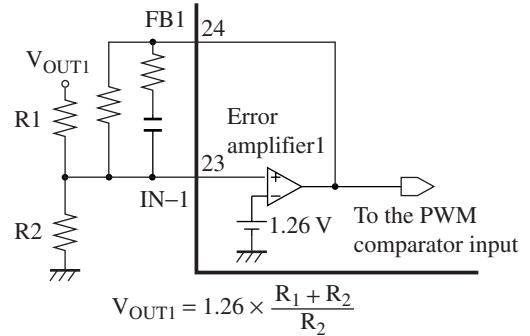 FB1
24
VOUT1
R1
Error
amplifier1
23
+
−
IN−1
R2
1.26 V
To the PWM
comparator input
VOUT1 = 1.26 × R1 + R2 / R2